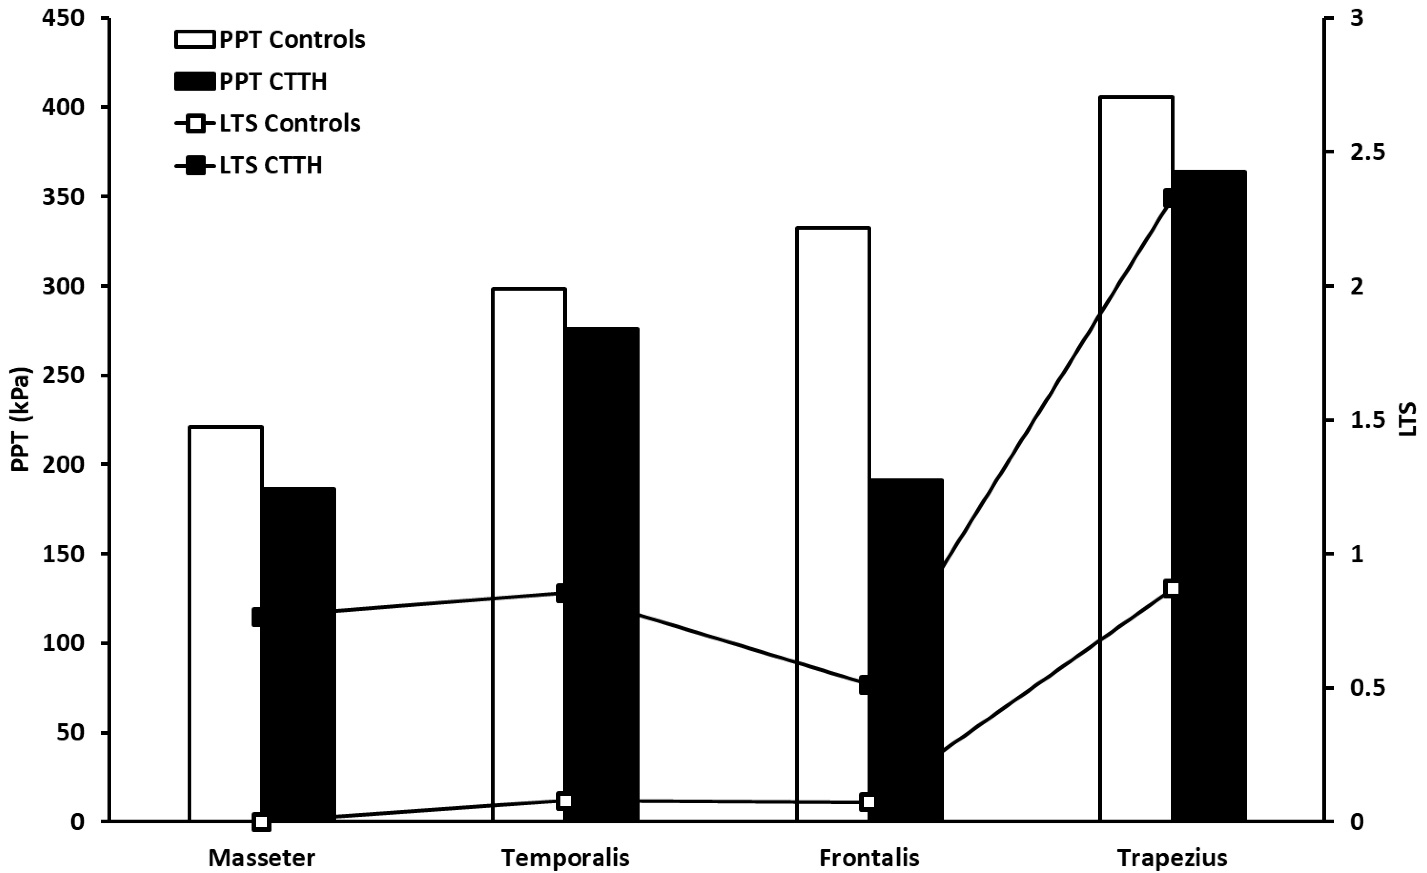 PPT Controls
PPT CTTH
LTS Controls
LTS CTTH
PPT (kPa)
450
400
350
300
250
200
150
100
50
0
3
2.5
2
1.5
1
0.5
0
LTS
Masseter Temporalis Frontalis Trapezius